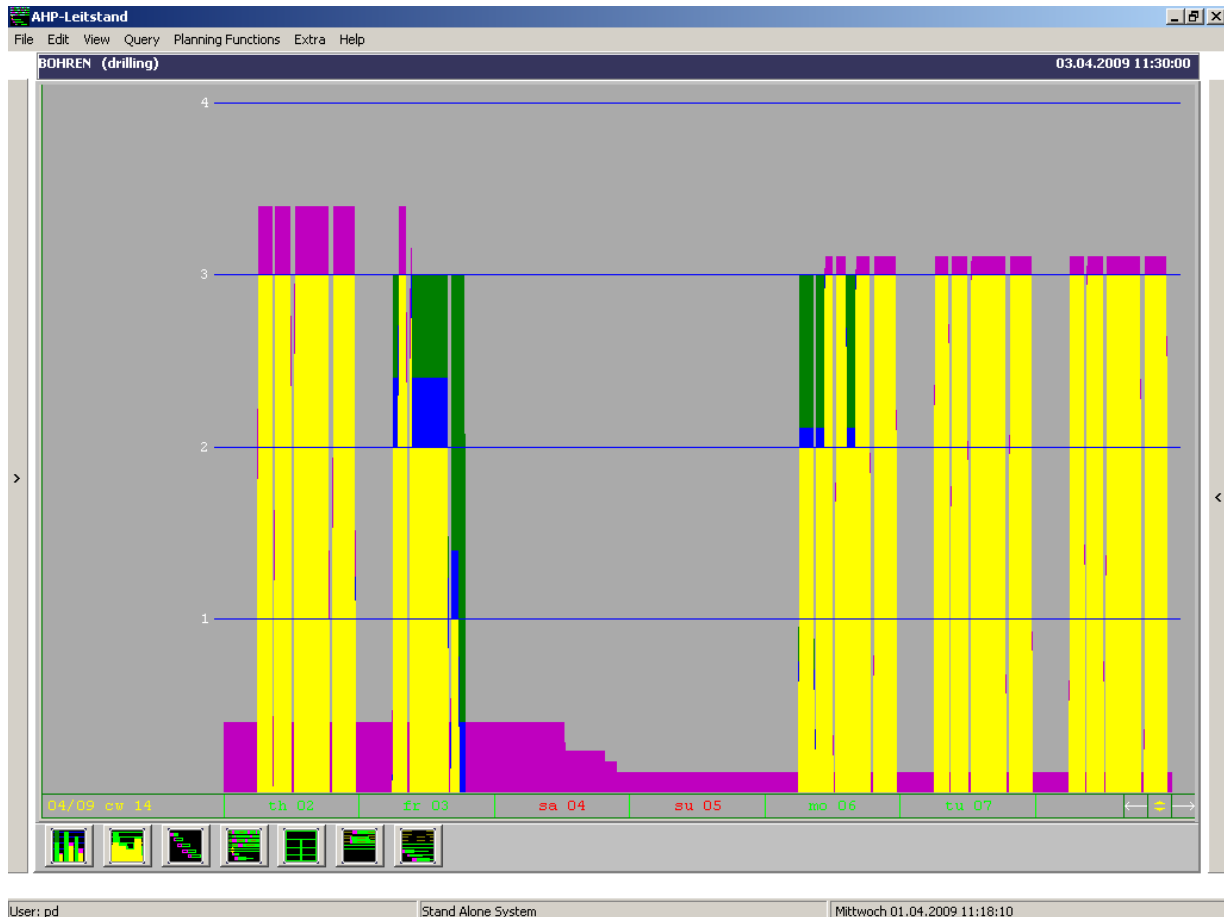 AHP-Leitstand
File Edit View Query Planning Functions Extra Help
BOHREN (drilling) 03.04.2009 11:30:00
4
3
2
1
04/09 cw 14 th 02 fr 03 sa 04 su 05 mo 06 tu 07
User: pd Stand Alone System Mittwoch 01.04.2009 11:18:10